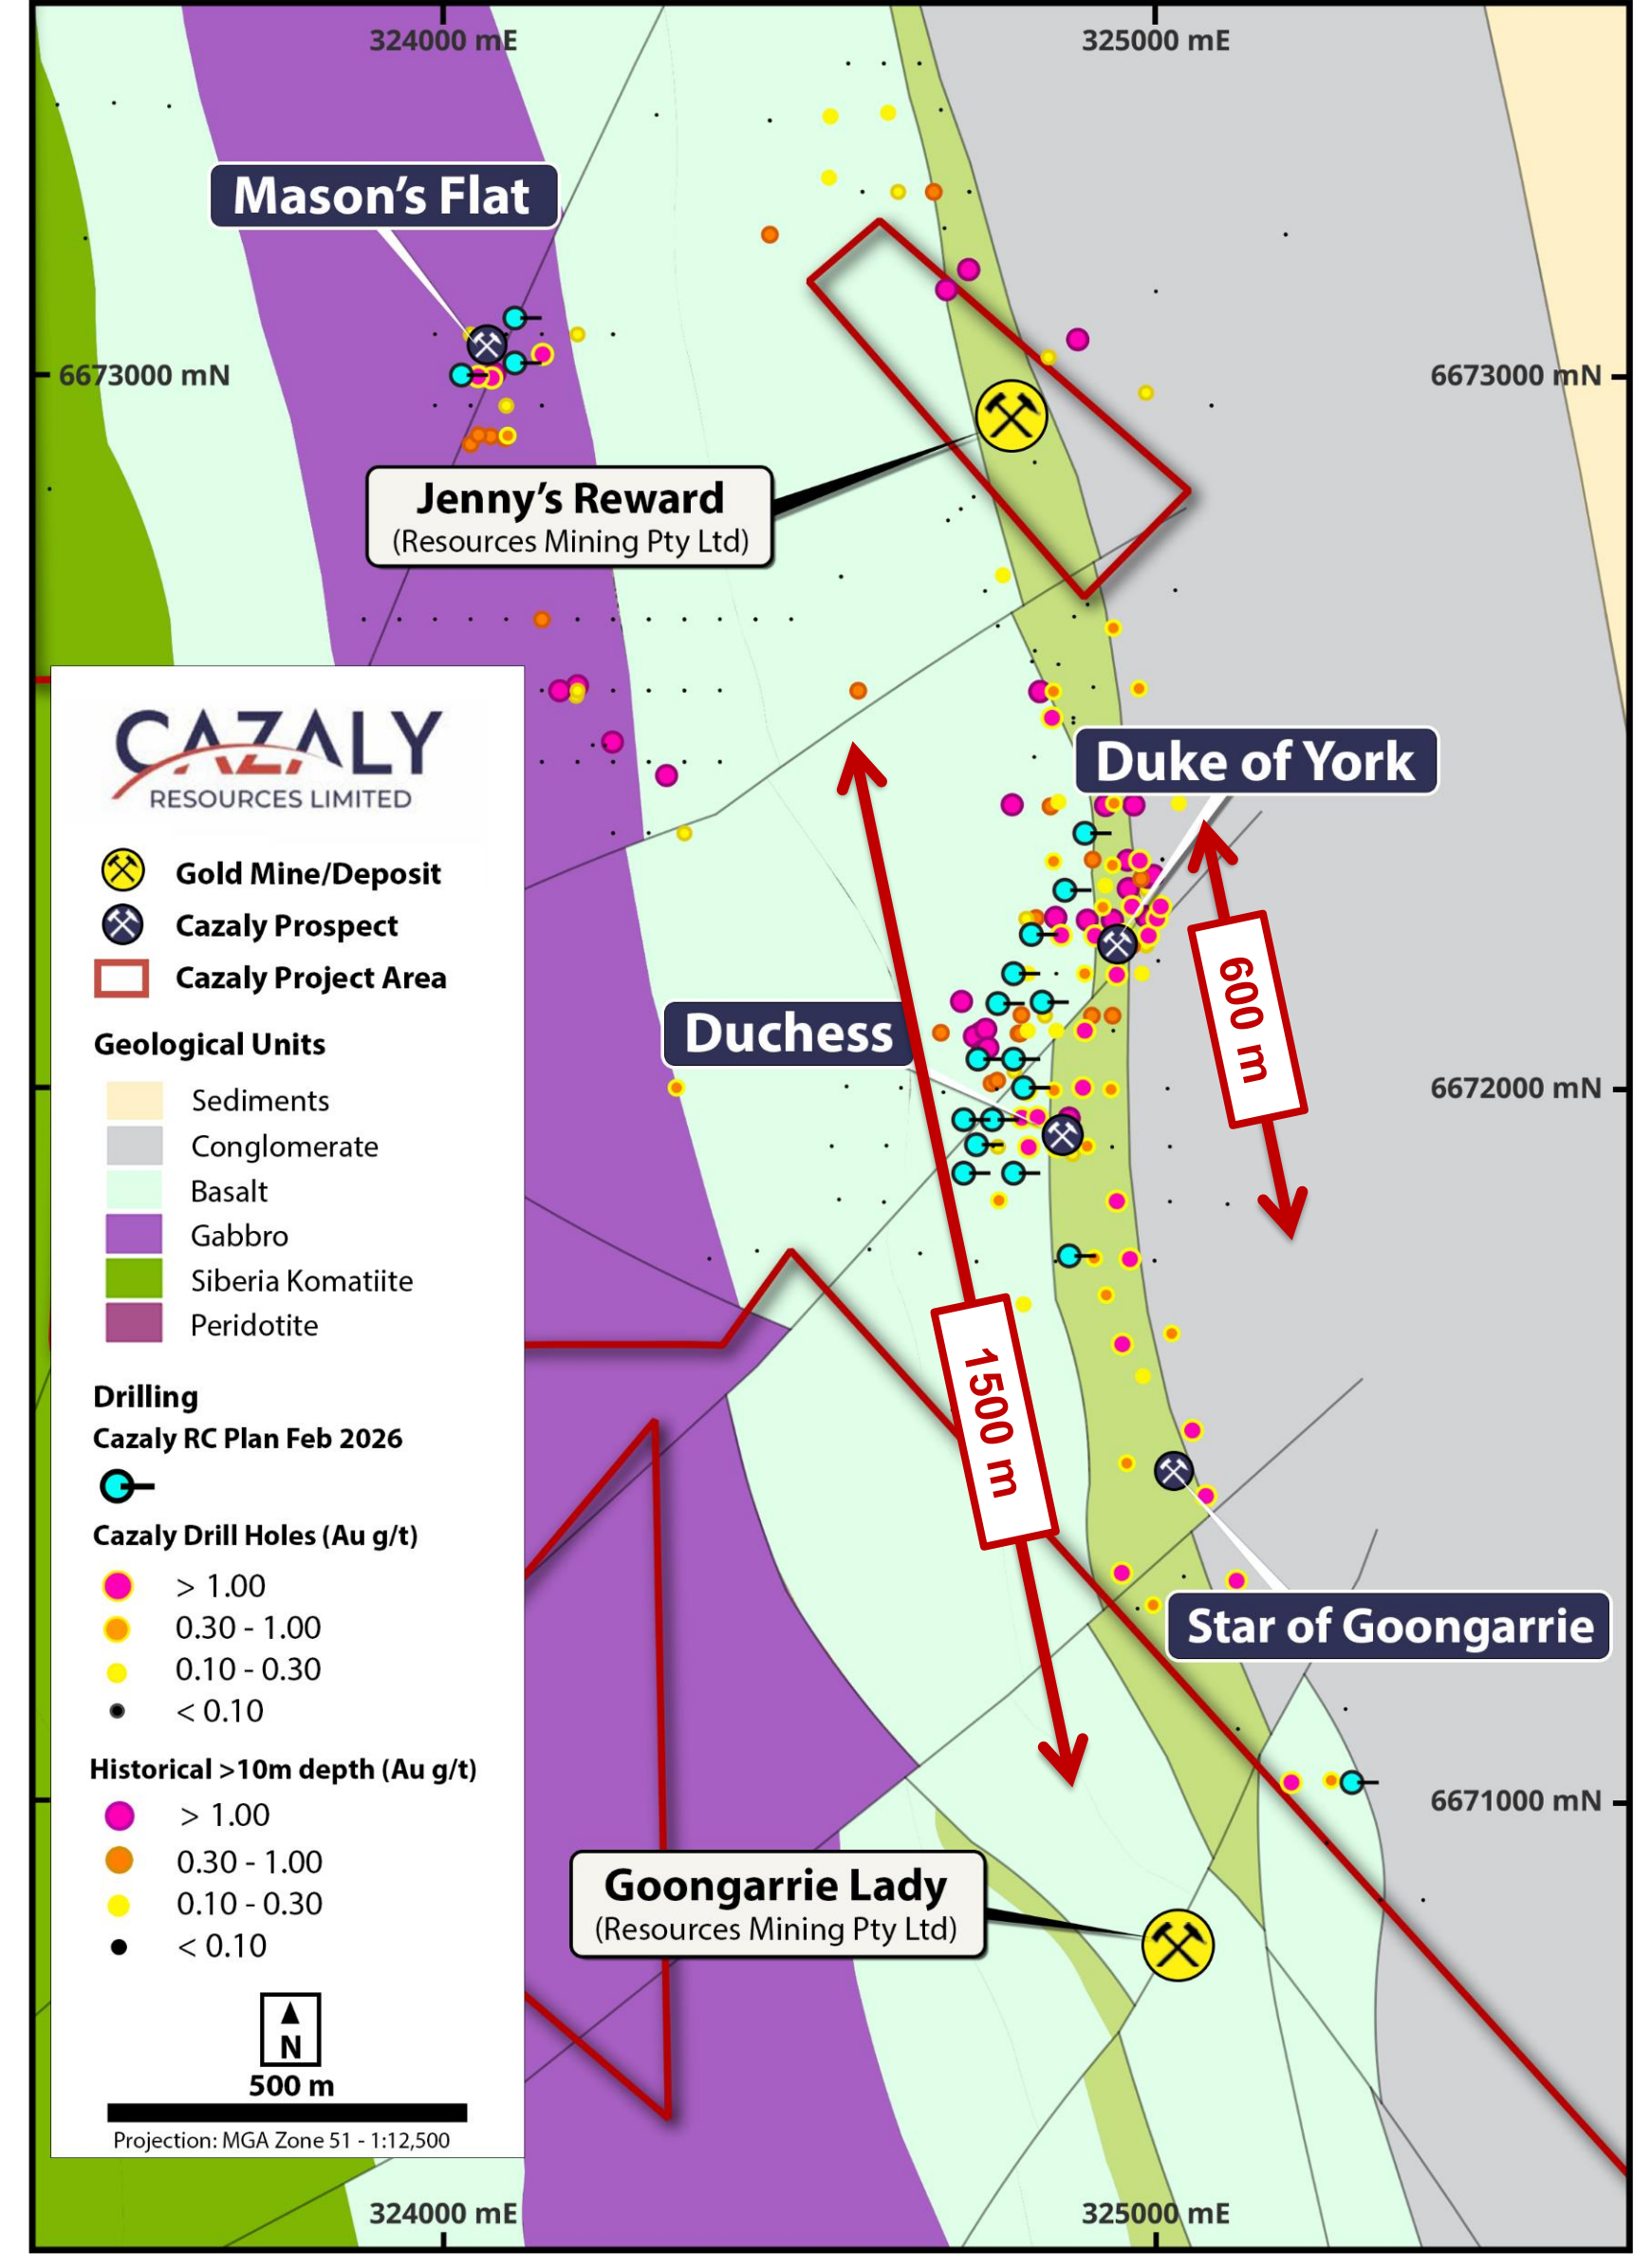 324000 mE
325000 mE
Mason's Flat
6673000 mN
6673000 mN
Jenny's Reward
(Resources Mining Pty Ltd)
Duke of York
600 m
Duchess
6672000 mN
1500 m
Star of Goongarrie
6671000 mN
Goongarrie Lady
(Resources Mining Pty Ltd)
CAZALY
RESOURCES LIMITED
Gold Mine/Deposit
Cazaly Prospect
Cazaly Project Area
Geological Units
Sediments
Conglomerate
Basalt
Gabbro
Siberia Komatiite
Peridotite
Drilling
Cazaly RC Plan Feb 2026
Cazaly Drill Holes (Au g/t)
> 1.00
0.30 - 1.00
0.10 - 0.30
< 0.10
Historical >10m depth (Au g/t)
> 1.00
0.30 - 1.00
0.10 - 0.30
< 0.10
N
500 m
Projection: MGA Zone 51 - 1:12,500
324000 mE
325000 mE